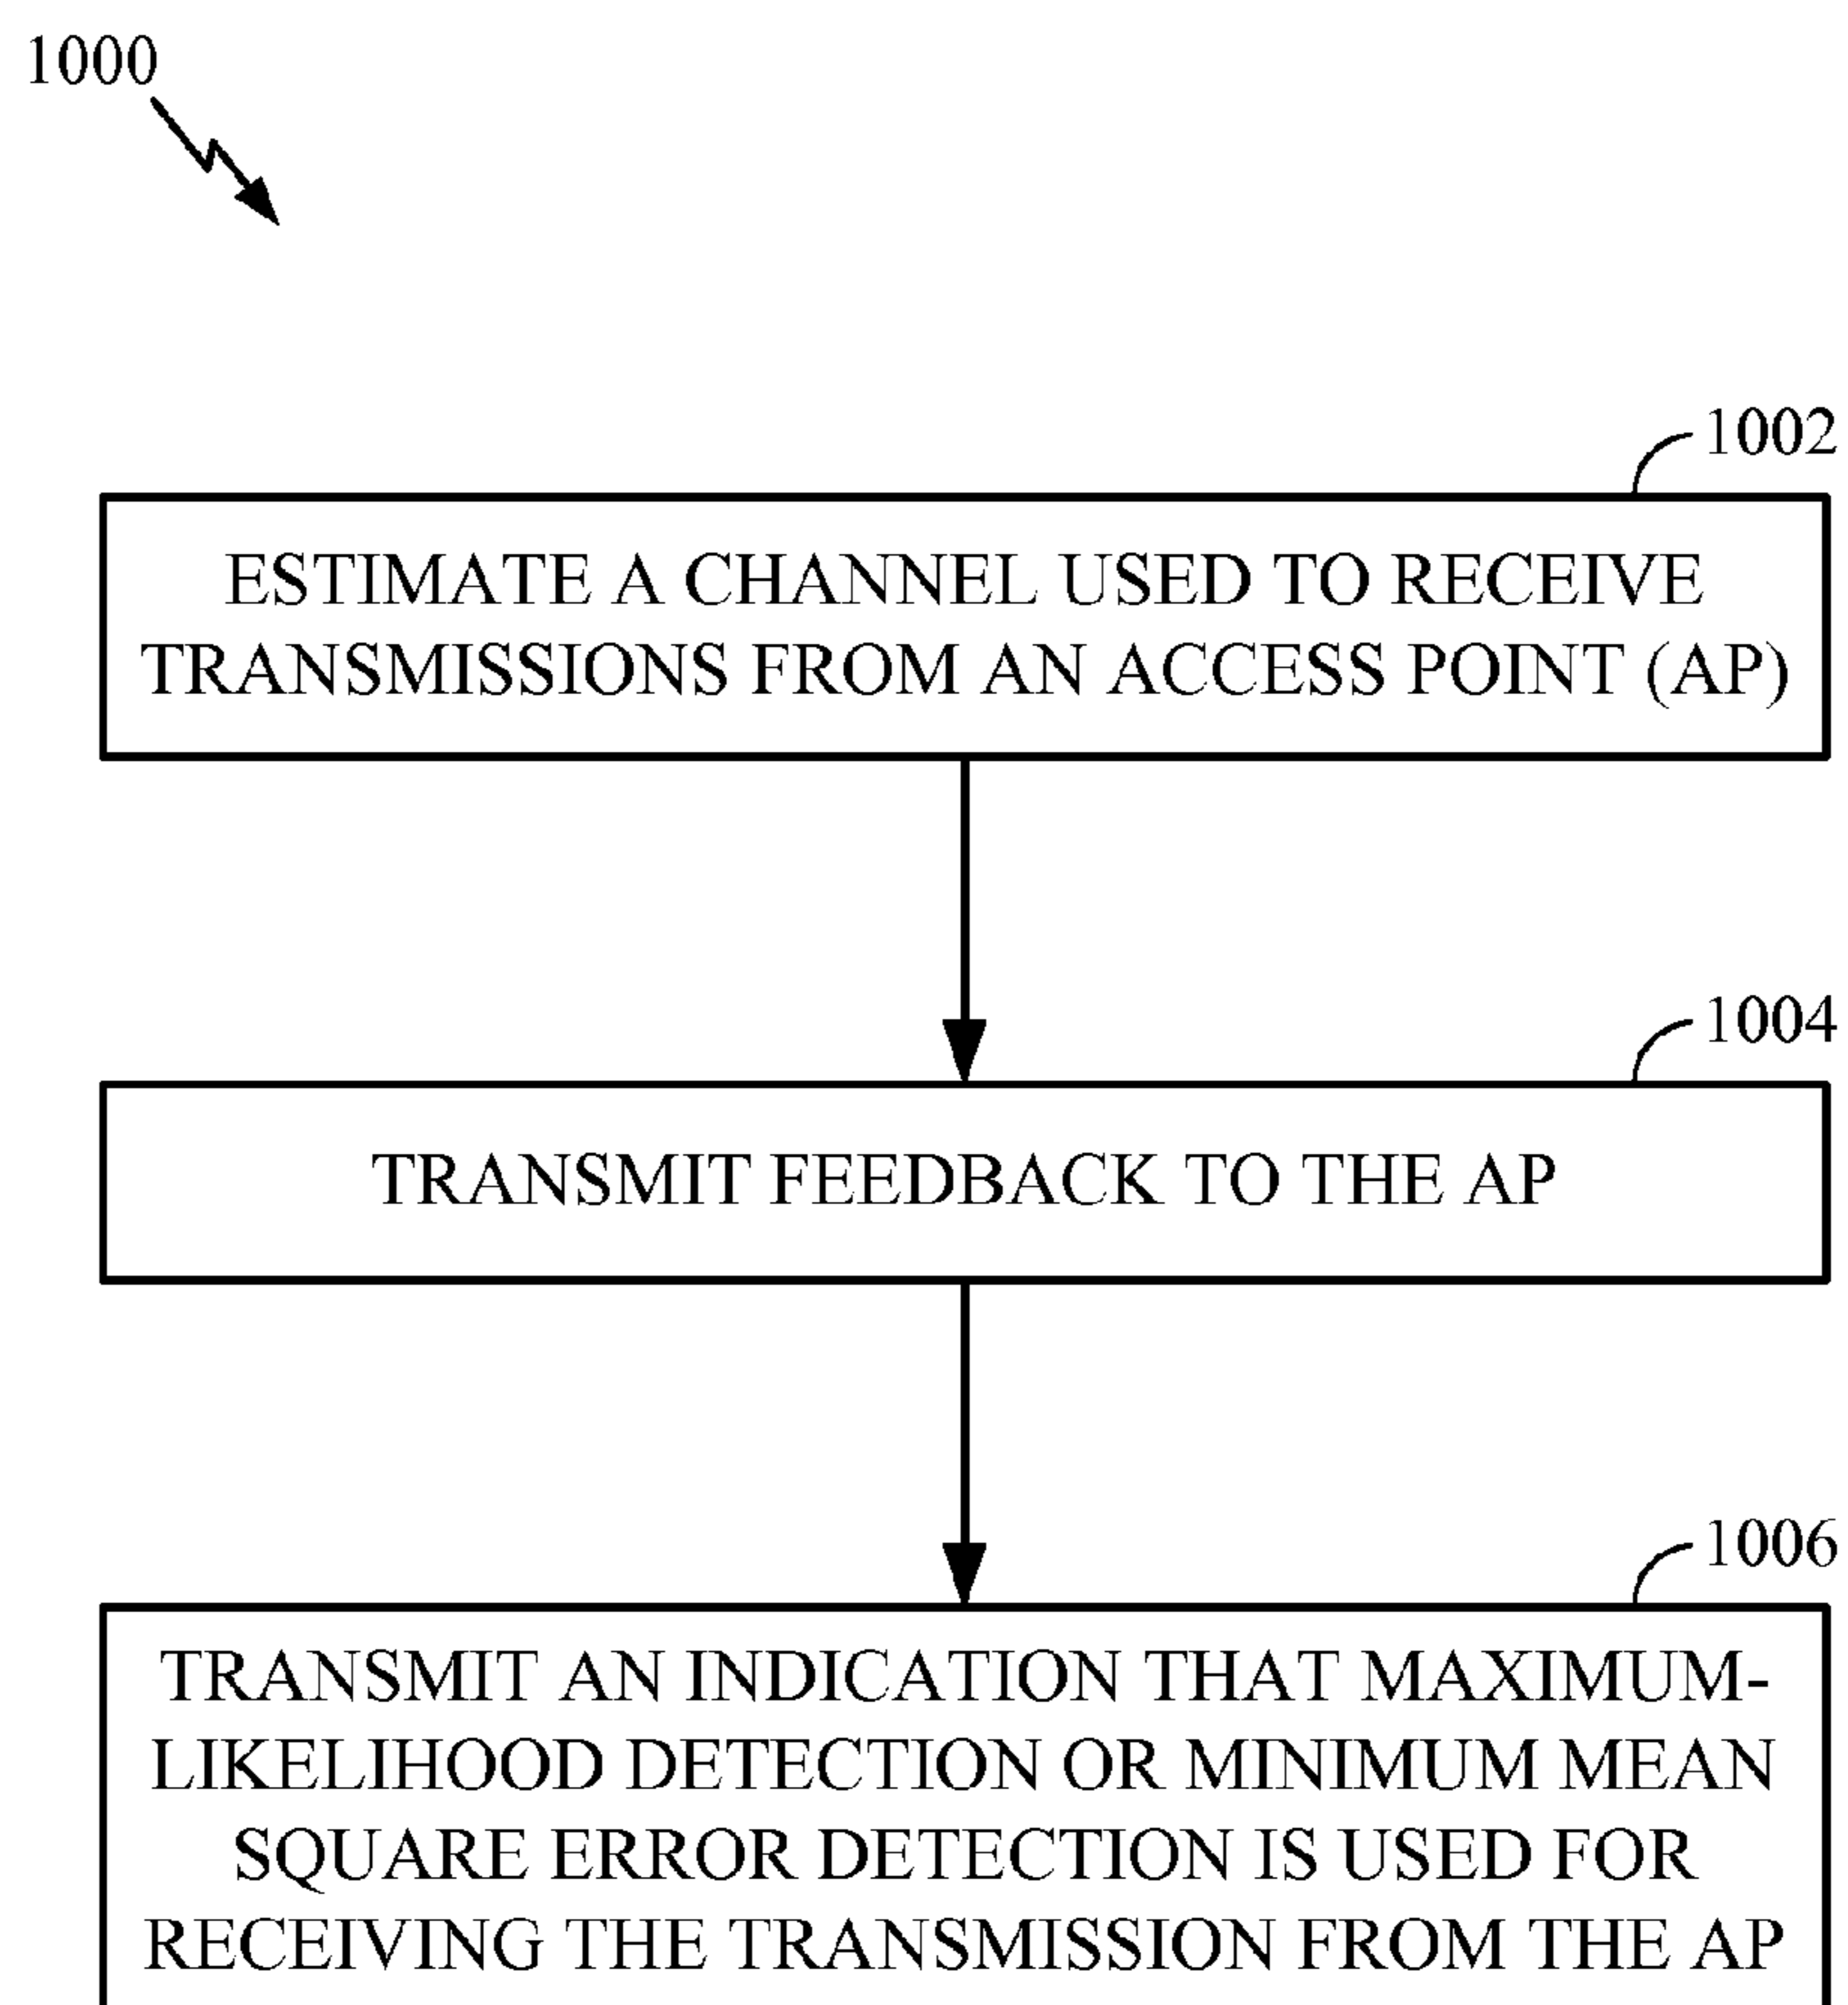 1000
1002
ESTIMATE A CHANNEL USED TO RECEIVE
TRANSMISSIONS FROM AN ACCESS POINT (AP)
1004
TRANSMIT FEEDBACK TO THE AP
1006
TRANSMIT AN INDICATION THAT MAXIMUM-
LIKELIHOOD DETECTION OR MINIMUM MEAN
SQUARE ERROR DETECTION IS USED FOR
RECEIVING THE TRANSMISSION FROM THE AP